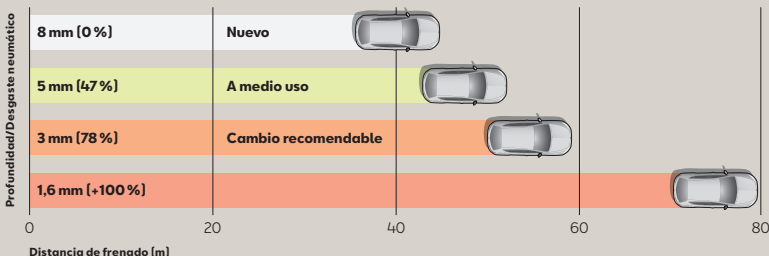 Profundidad/Desgaste neumático
8 mm (0 %) Nuevo
5 mm (47 %) A medio uso
3 mm (78 %) Cambio recomendable
1,6 mm (+100 %)
0 20 40 60 80
Distancia de frenado (m)